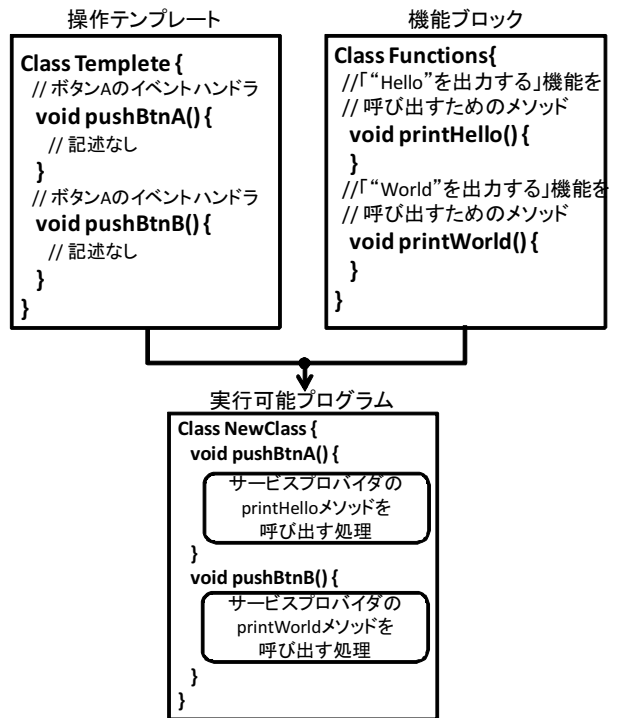 操作テンプレート
Class Templete {
// ボタンAのイベントハンドラ
void pushBtnA() {
// 記述なし
}
// ボタンAのイベントハンドラ
void pushBtnB() {
// 記述なし
}
}
機能ブロック
Class Functions{
//「“Hello”を出力する」機能を
// 呼び出すためのメソッド
void printHello() {
}
//「“World”を出力する」機能を
// 呼び出すためのメソッド
void printWorld() {
}
}
実行可能プログラム
Class NewClass {
void pushBtnA() {
サービスプロバイダの
printHelloメソッドを
呼び出す処理
}
void pushBtnB() {
サービスプロバイダの
printWorldメソッドを
呼び出す処理
}
}